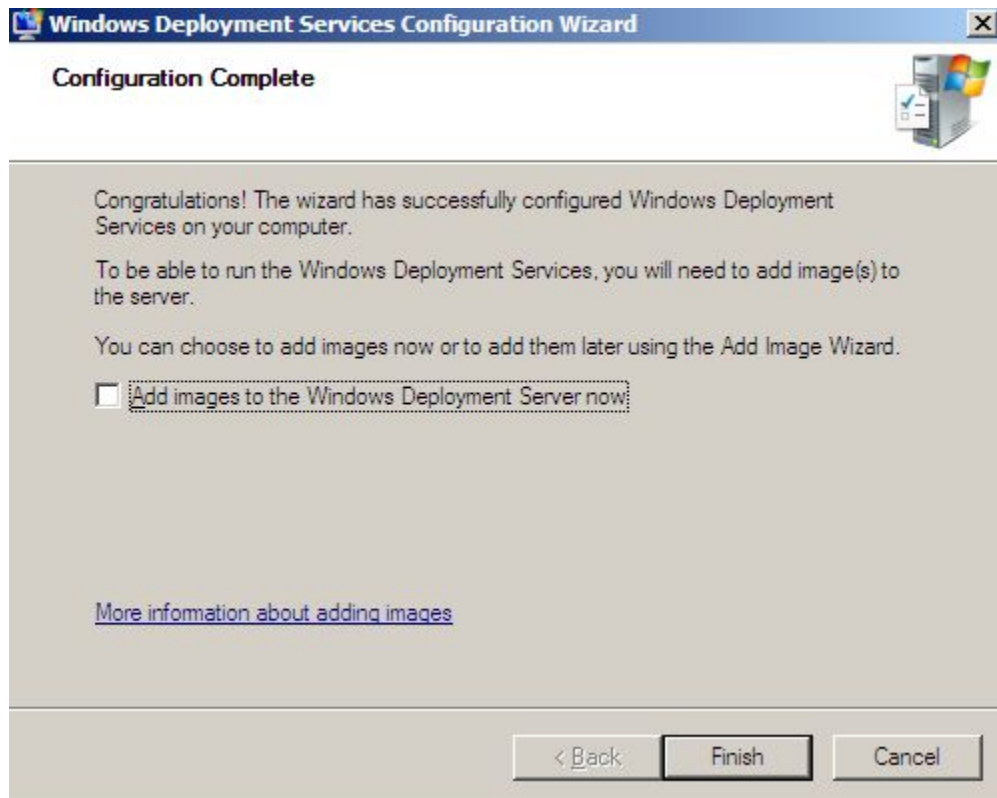 Windows Deployment Services Configuration Wizard
Configuration Complete
Congratulations! The wizard has successfully configured Windows Deployment
Services on your computer.
To be able to run the Windows Deployment Services, you will need to add image(s) to
the server.
You can choose to add images now or to add them later using the Add Image Wizard.
Add images to the Windows Deployment Server now
More information about adding images
< Back
Finish
Cancel